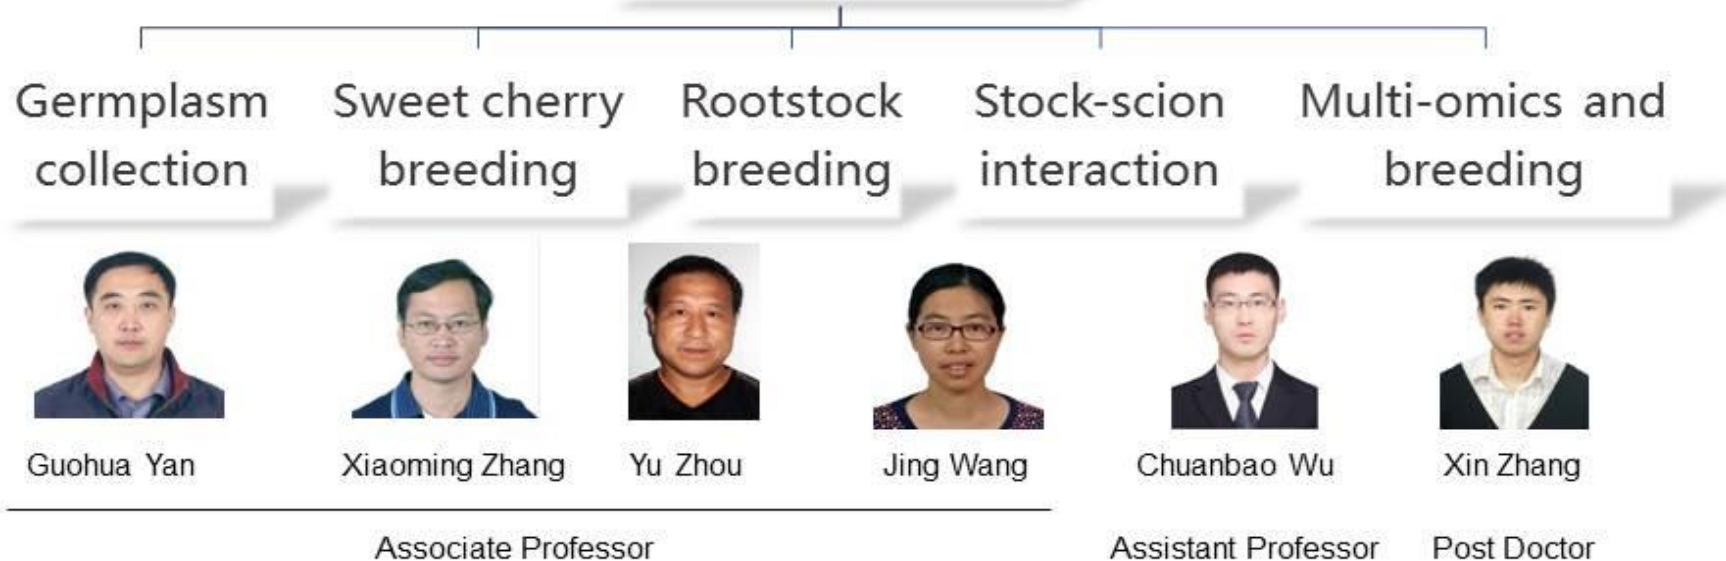 Germplasm
collection
Sweet cherry
breeding
Rootstock
breeding
Stock-scion
interaction
Multi-omics and
breeding
Guohua Yan
Xiaoming Zhang
Yu Zhou
Jing Wang
Chuanbao Wu
Xin Zhang
Associate Professor
Assistant Professor
Post Doctor